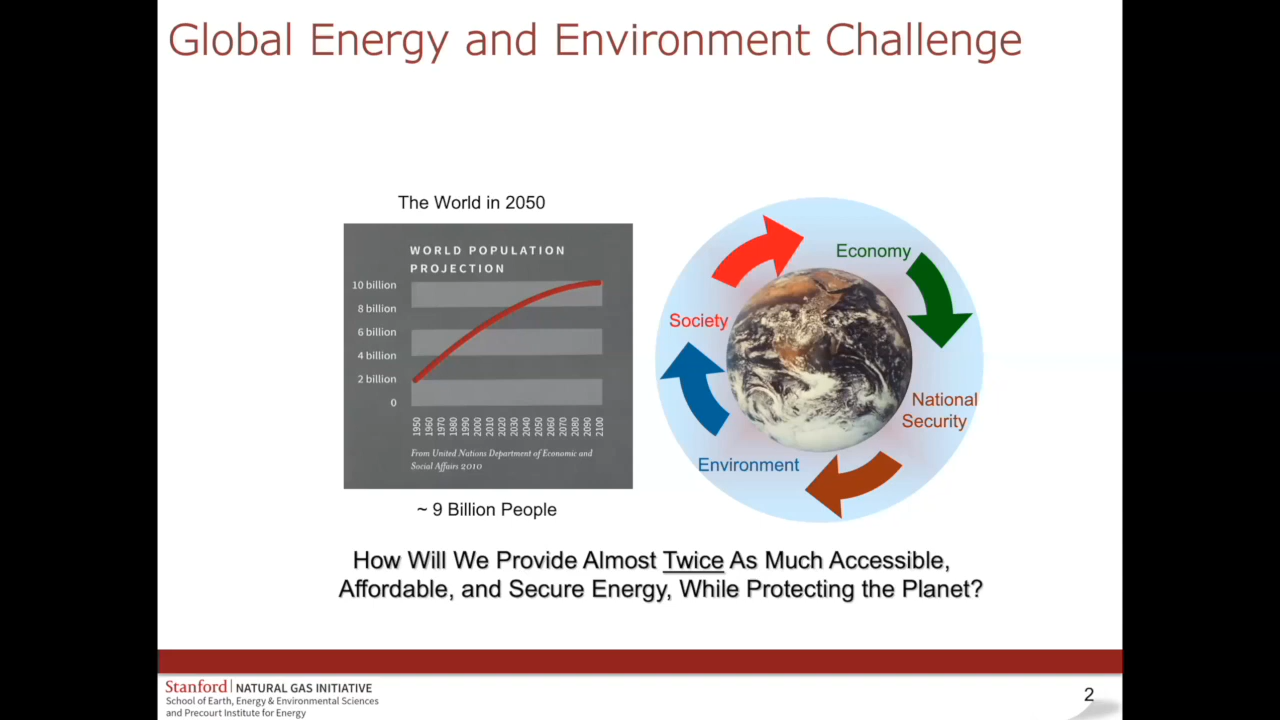 Global Energy and Environment Challenge
The World in 2050
WORLD POPULATION
PROJECTION
10 billion
8 billion
6 billion
4 billion
2 billion
0
1950
1960
1970
1980
1990
2000
2010
2020
2030
2040
2050
2060
2070
2080
2090
2100
From United Nations Department of Economic and
Social Affairs 2010
~ 9 Billion People
Economy
Society
National
Security
Environment
How Will We Provide Almost Twice As Much Accessible,
Affordable, and Secure Energy, While Protecting the Planet?
Stanford | NATURAL GAS INITIATIVE
School of Earth, Energy & Environmental Sciences
and Precourt Institute for Energy
2